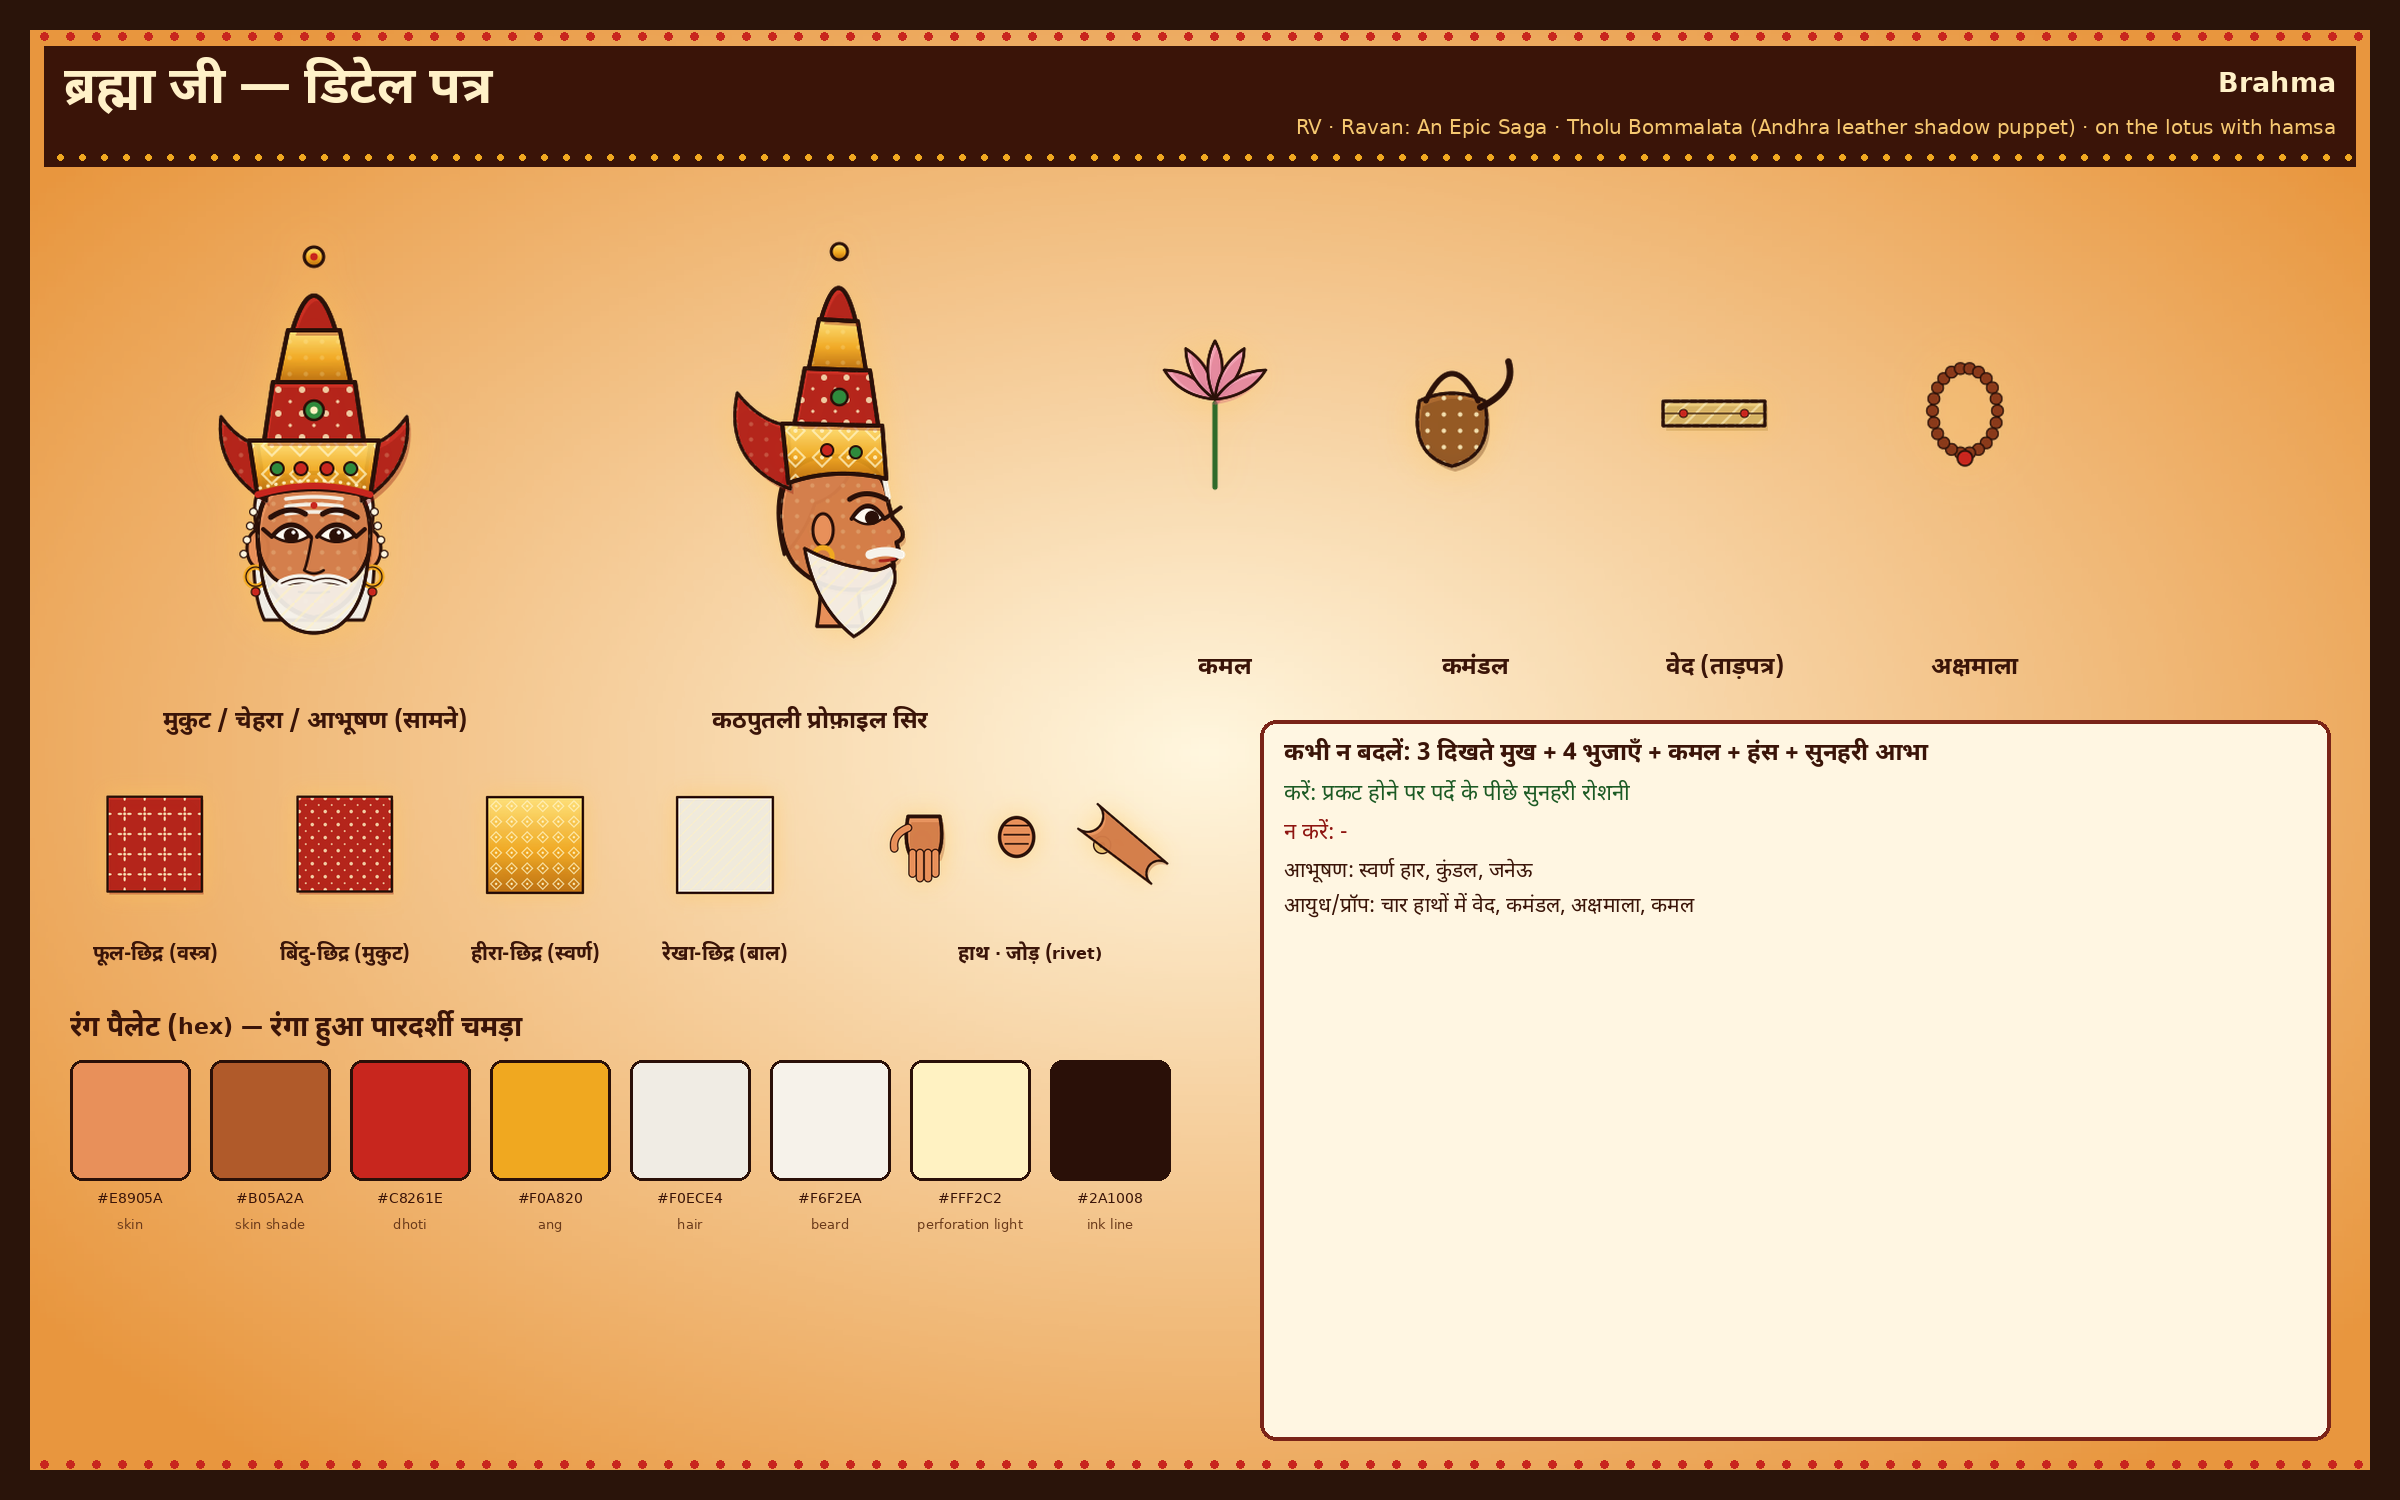 ब्रह्मा जी — डिटेल पत्र
Brahma
RV · Ravan: An Epic Saga · Tholu Bommalata (Andhra leather shadow puppet) · on the lotus with hamsa
कमल
कमंडल
वेद (ताड़पत्र)
अक्षमाला
मुकुट / चेहरा / आभूषण (सामने)
कठपुतली प्रोफ़ाइल सिर
कभी न बदलें: 3 दिखते मुख + 4 भुजाएँ + कमल + हंस + सुनहरी आभा
करें: प्रकट होने पर पर्दे के पीछे सुनहरी रोशनी
न करें: -
आभूषण: स्वर्ण हार, कुंडल, जनेऊ
आयुध/प्रॉप: चार हाथों में वेद, कमंडल, अक्षमाला, कमल
फूल-छिद्र (वस्त्र)
बिंदु-छिद्र (मुकुट)
हीरा-छिद्र (स्वर्ण)
रेखा-छिद्र (बाल)
हाथ · जोड़ (rivet)
रंग पैलेट (hex) — रंगा हुआ पारदर्शी चमड़ा
#E8905A
#B05A2A
#C8261E
#F0A820
#F0ECE4
#F6F2EA
#FFF2C2
#2A1008
skin
skin shade
dhoti
ang
hair
beard
perforation light
ink line